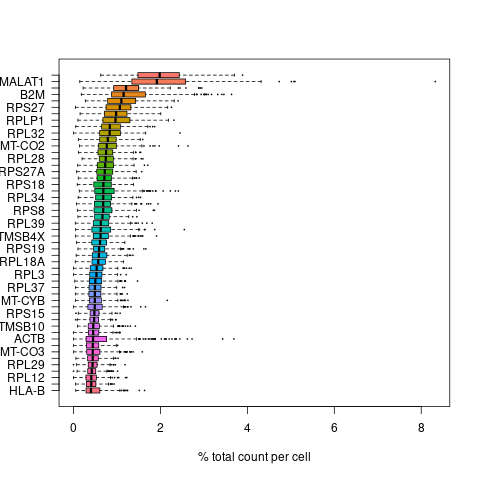 MALAT1
B2M
RPS27
RPLP1
RPL32
MT-CO2
RPL28
RPS27A
RPS18
RPL34
RPS8
RPL39
TMSB4X
RPS19
RPL18A
RPL3
RPL37
MT-CYB
RPS15
TMSB10
ACTB
MT-CO3
RPL29
RPL12
HLA-B
0 2 4 6 8
% total count per cell